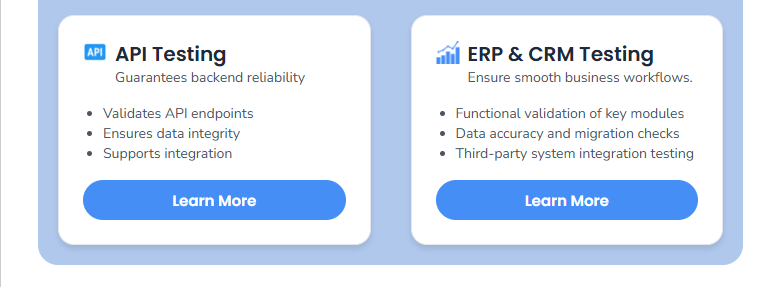 API
API Testing
Guarantees backend reliability
Validates API endpoints
Ensures data integrity
Supports integration
Learn More
ERP & CRM Testing
Ensure smooth business workflows.
Functional validation of key modules
Data accuracy and migration checks
Third-party system integration testing
Learn More